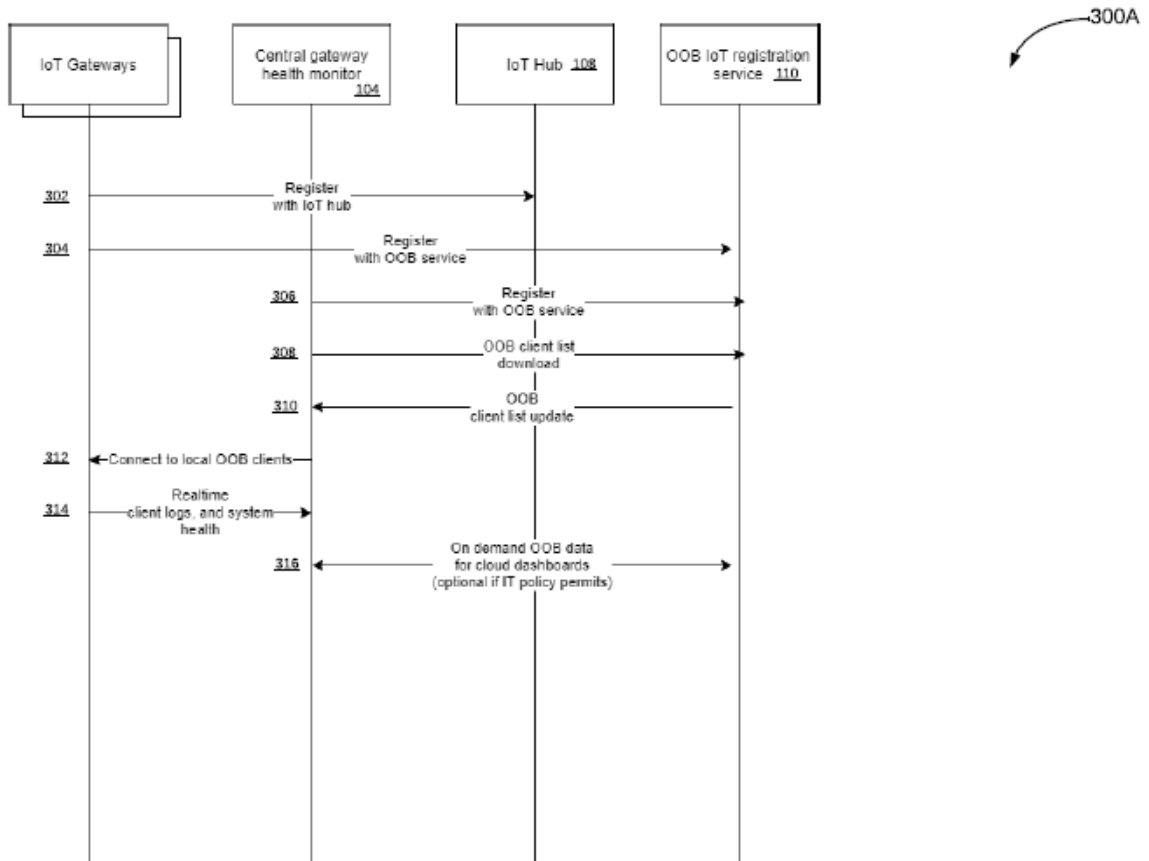 300A
IoT Gateways
Central gateway
health monitor
104
IoT Hub 108
OOB IoT registration
service 110
302
Register
with IoT hub
304
Register
with OOB service
306
Register
with OOB service
308
OOB client list
download
310
OOB
client list update
312
Connect to local OOB clients
314
Realtime
client logs, and system
health
316
On demand OOB data
for cloud dashboards
(optional if IT policy permits)